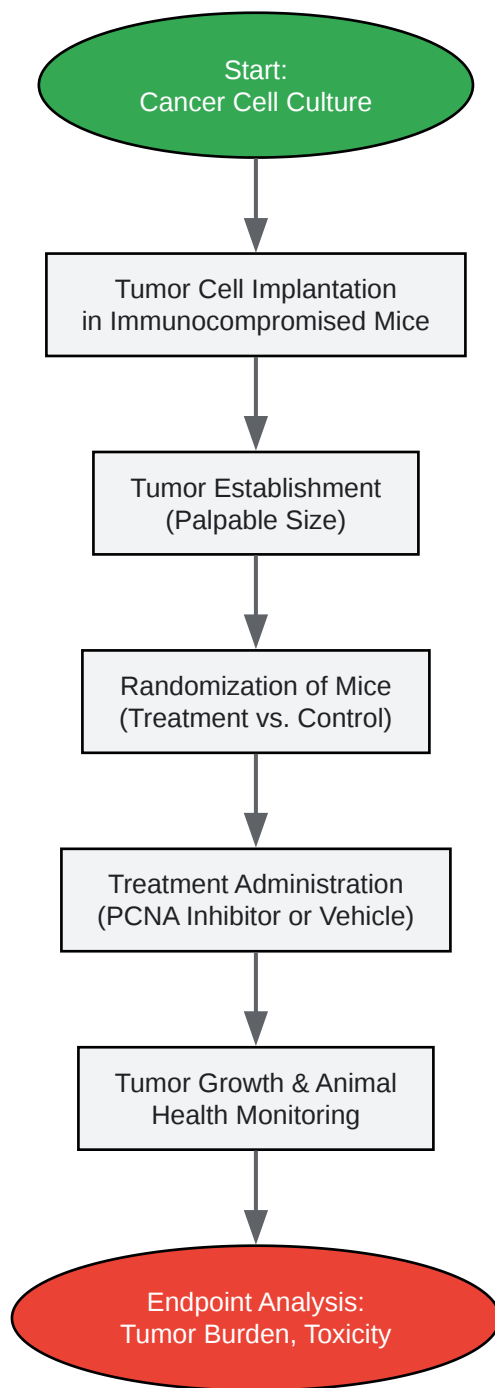 Start:
Cancer Cell Culture
Tumor Cell Implantation
in Immunocompromised Mice
Tumor Establishment
(Palpable Size)
Randomization of Mice
(Treatment vs. Control)
Treatment Administration
(PCNA Inhibitor or Vehicle)
Tumor Growth & Animal
Health Monitoring
Endpoint Analysis:
Tumor Burden, Toxicity